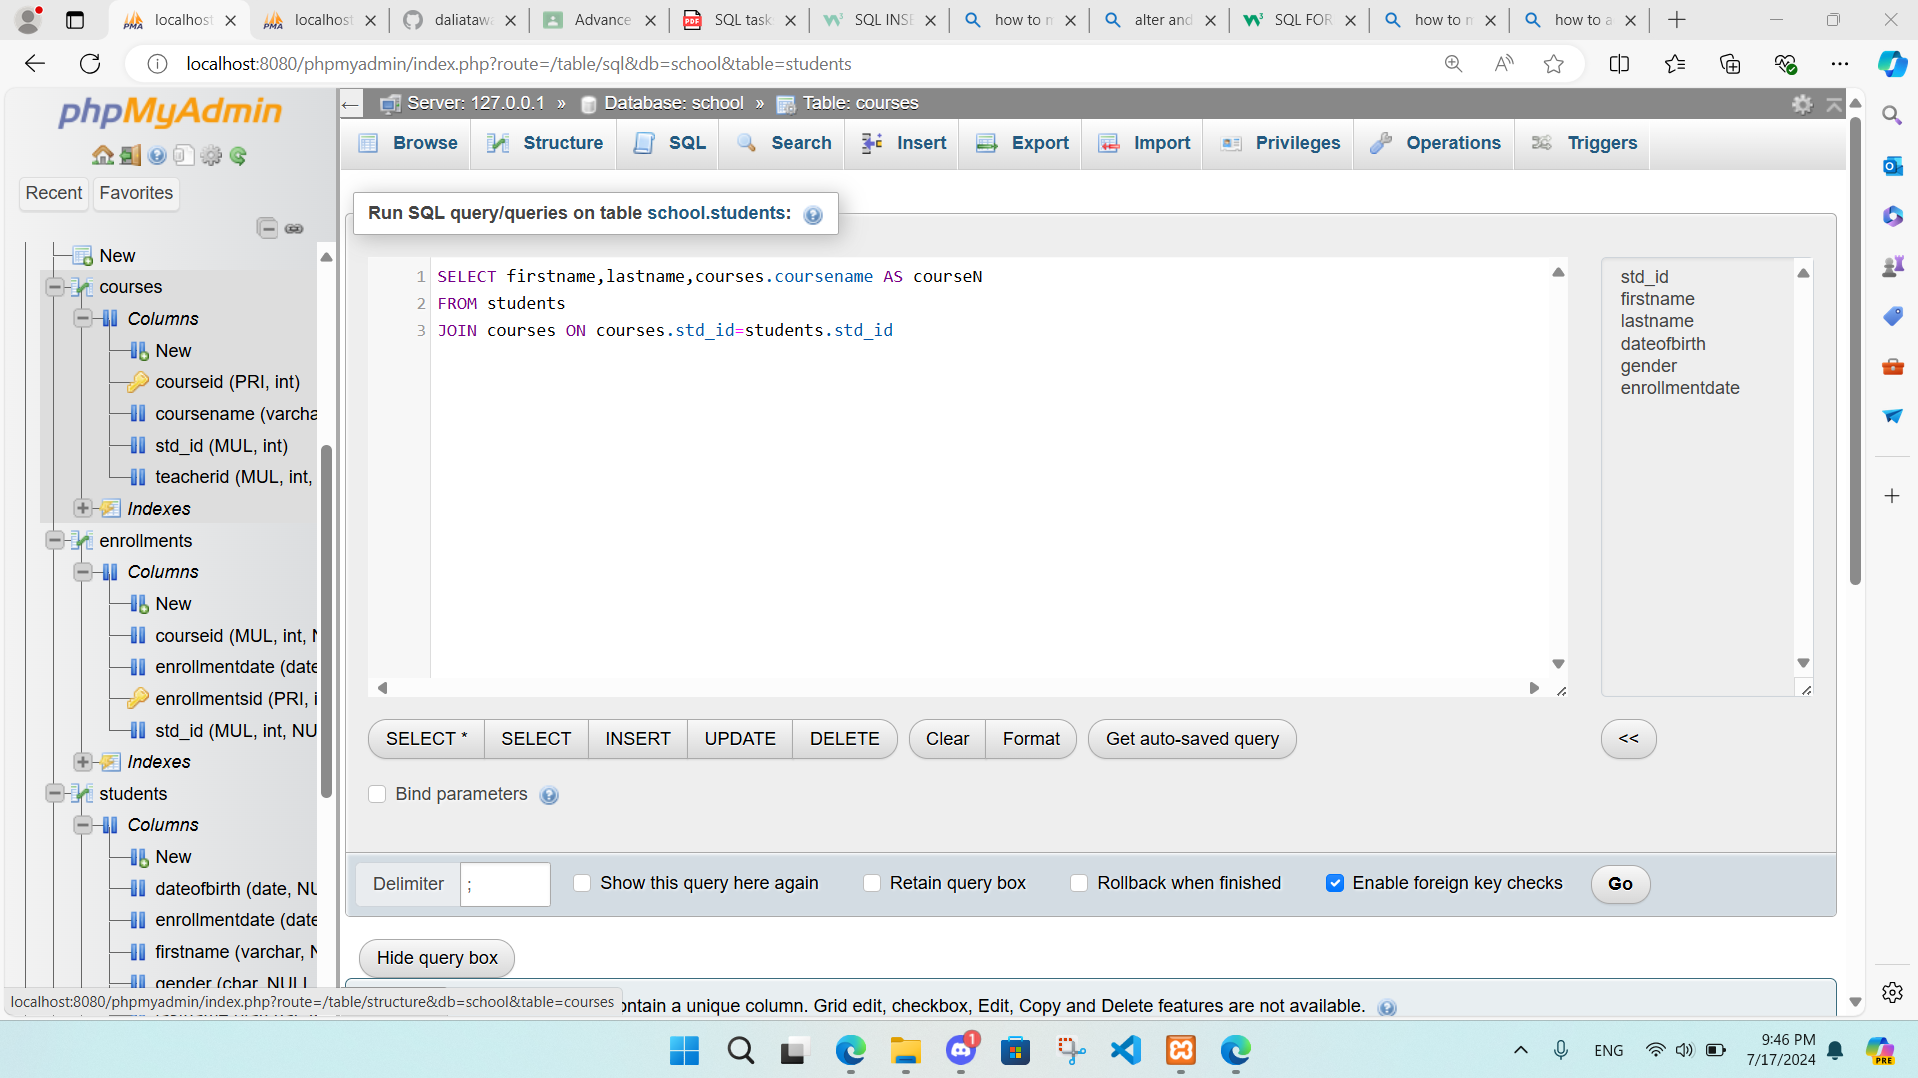 localhost
localhost
daliataw
Advance
SQL task
SQL INSE
how to m
alter and
SQL FOR
how to m
how to a
localhost:8080/phpmyadmin/index.php?route=/table/sql&db=school&table=students
phpMyAdmin
Recent
Favorites
New
courses
Columns
New
courseid (PRI, int)
coursename (varcha
std_id (MUL, int)
teacherid (MUL, int,
Indexes
enrollments
Columns
New
courseid (MUL, int, N
enrollmentdate (date
enrollmentsid (PRI, i
std_id (MUL, int, NU
Indexes
students
Columns
New
dateofbirth (date, NU
enrollmentdate (date
firstname (varchar, N
gender (char, NULL
localhost:8080/phpmyadmin/index.php?route=/table/structure&db=school&table=courses
Server: 127.0.0.1 » Database: school » Table: courses
Browse Structure SQL Search Insert Export Import Privileges Operations Triggers
Run SQL query/queries on table school.students:
1 SELECT firstname,lastname,courses.coursename AS courseN
2 FROM students
3 JOIN courses ON courses.std_id=students.std_id
std_id
firstname
lastname
dateofbirth
gender
enrollmentdate
SELECT * SELECT INSERT UPDATE DELETE Clear Format Get auto-saved query <<
Bind parameters
Delimiter ; Show this query here again Retain query box Rollback when finished Enable foreign key checks Go
Hide query box
ontain a unique column. Grid edit, checkbox, Edit, Copy and Delete features are not available.
1
ENG
9:46 PM
7/17/2024
PRE